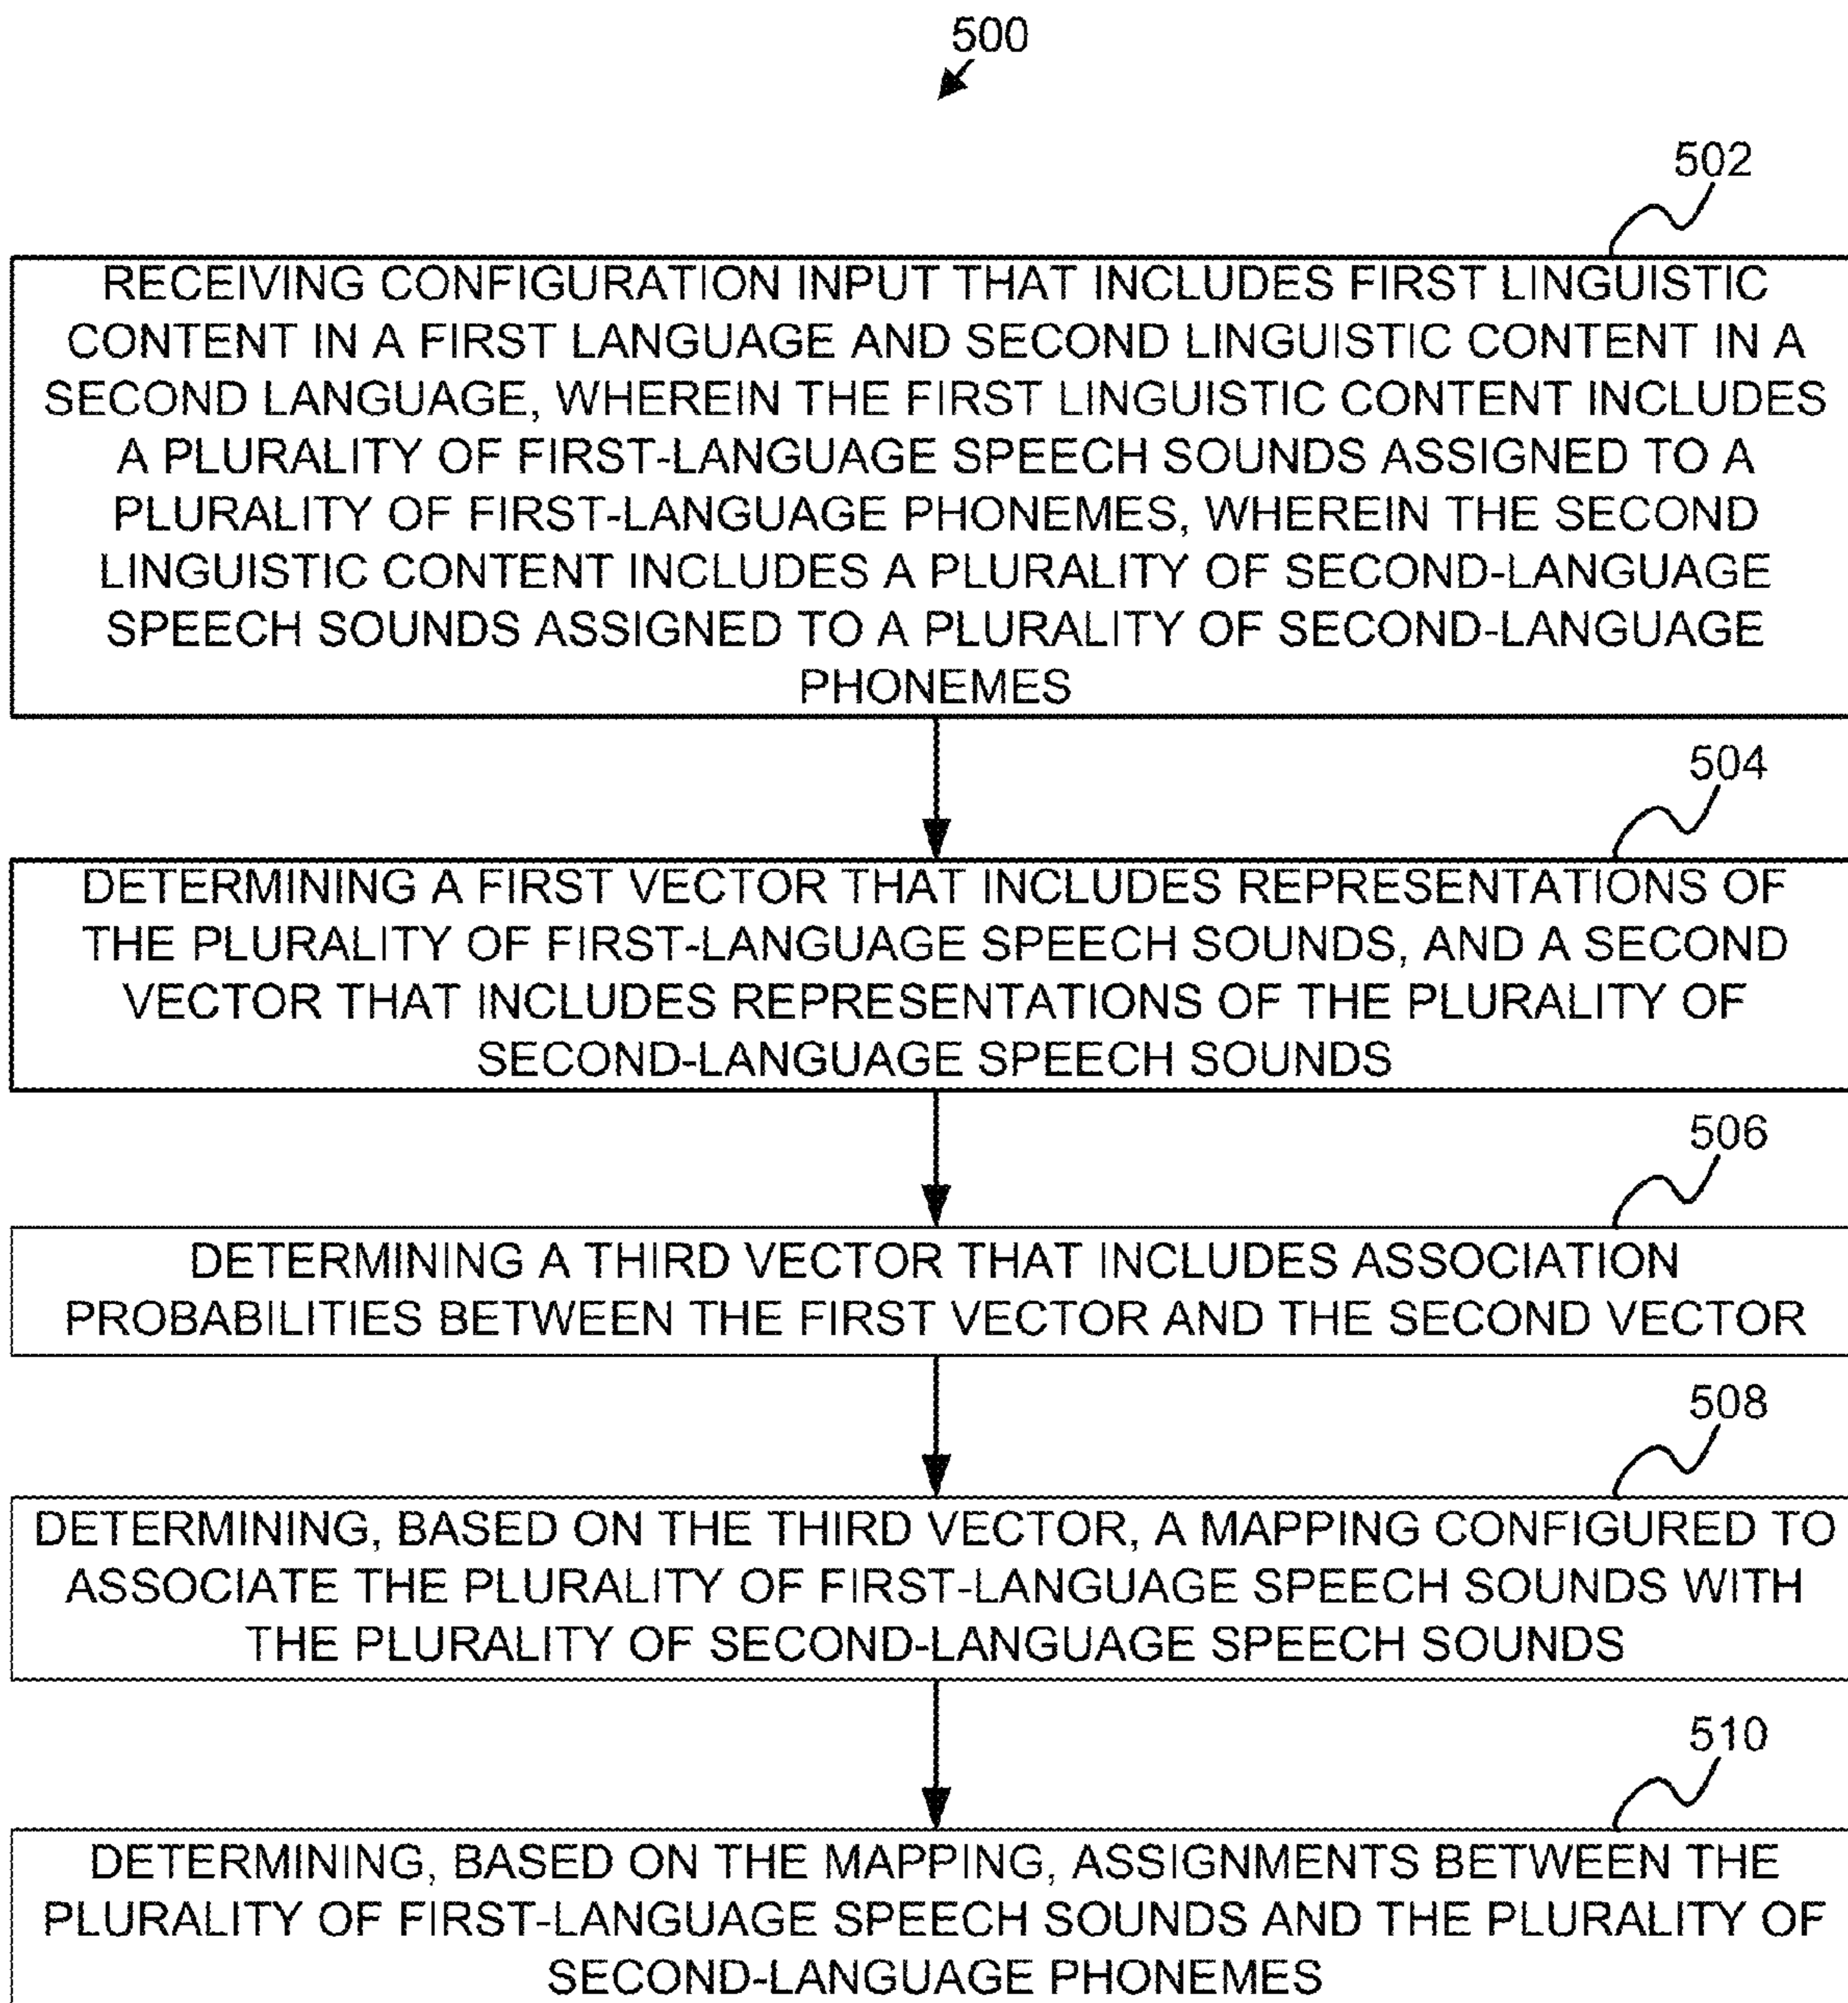 500
502
RECEIVING CONFIGURATION INPUT THAT INCLUDES FIRST LINGUISTIC
CONTENT IN A FIRST LANGUAGE AND SECOND LINGUISTIC CONTENT IN A
SECOND LANGUAGE, WHEREIN THE FIRST LINGUISTIC CONTENT INCLUDES
A PLURALITY OF FIRST-LANGUAGE SPEECH SOUNDS ASSIGNED TO A
PLURALITY OF FIRST-LANGUAGE PHONEMES, WHEREIN THE SECOND
LINGUISTIC CONTENT INCLUDES A PLURALITY OF SECOND-LANGUAGE
SPEECH SOUNDS ASSIGNED TO A PLURALITY OF SECOND-LANGUAGE
PHONEMES
504
DETERMINING A FIRST VECTOR THAT INCLUDES REPRESENTATIONS OF
THE PLURALITY OF FIRST-LANGUAGE SPEECH SOUNDS, AND A SECOND
VECTOR THAT INCLUDES REPRESENTATIONS OF THE PLURALITY OF
SECOND-LANGUAGE SPEECH SOUNDS
506
DETERMINING A THIRD VECTOR THAT INCLUDES ASSOCIATION
PROBABILITIES BETWEEN THE FIRST VECTOR AND THE SECOND VECTOR
508
DETERMINING, BASED ON THE THIRD VECTOR, A MAPPING CONFIGURED TO
ASSOCIATE THE PLURALITY OF FIRST-LANGUAGE SPEECH SOUNDS WITH
THE PLURALITY OF SECOND-LANGUAGE SPEECH SOUNDS
510
DETERMINING, BASED ON THE MAPPING, ASSIGNMENTS BETWEEN THE
PLURALITY OF FIRST-LANGUAGE SPEECH SOUNDS AND THE PLURALITY OF
SECOND-LANGUAGE PHONEMES